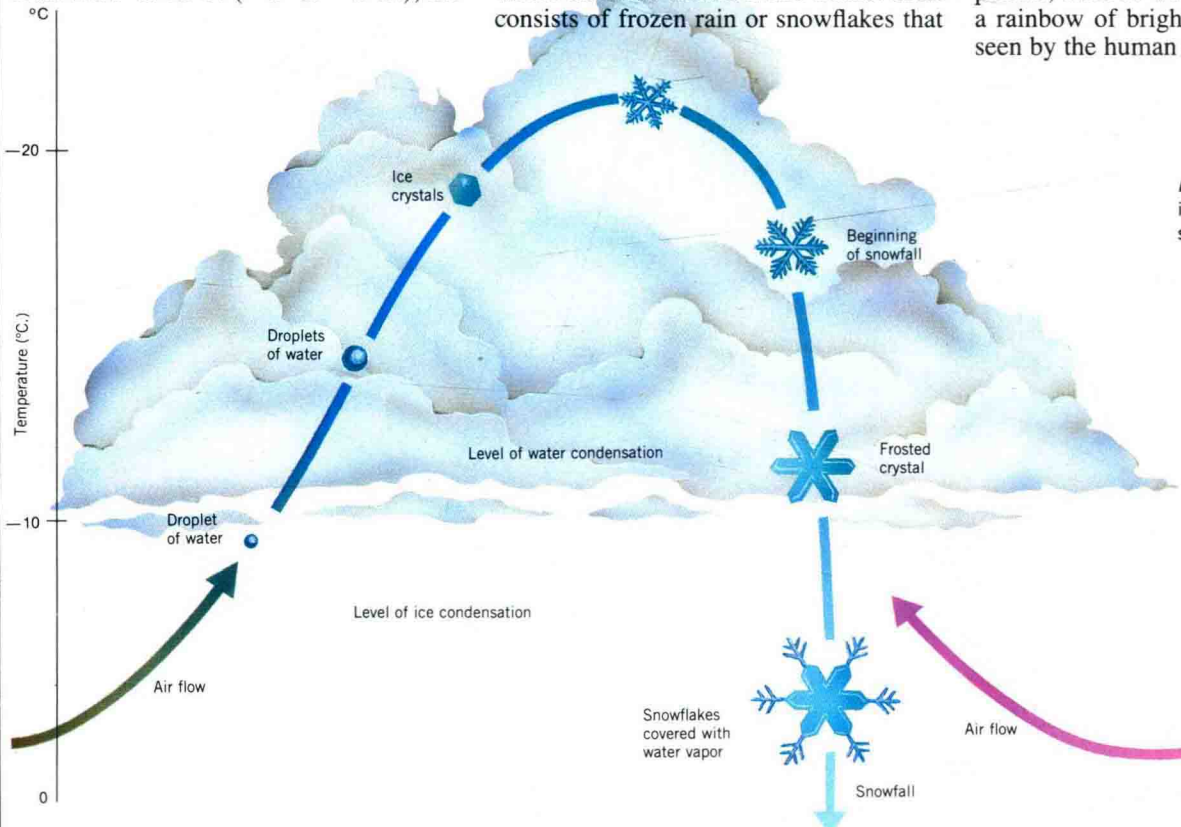 consists of frozen rain or snowflakes that
a rainbow of brigh
seen by the human
°C
—20
Ice
crystals
Beginning
of snowfall
Droplets
of water
Temperature (°C.)
Level of water condensation
Frosted
crystal
—10
Droplet
of water
Level of ice condensation
Air flow
Snowflakes
covered with
water vapor
Air flow
Snowfall
0